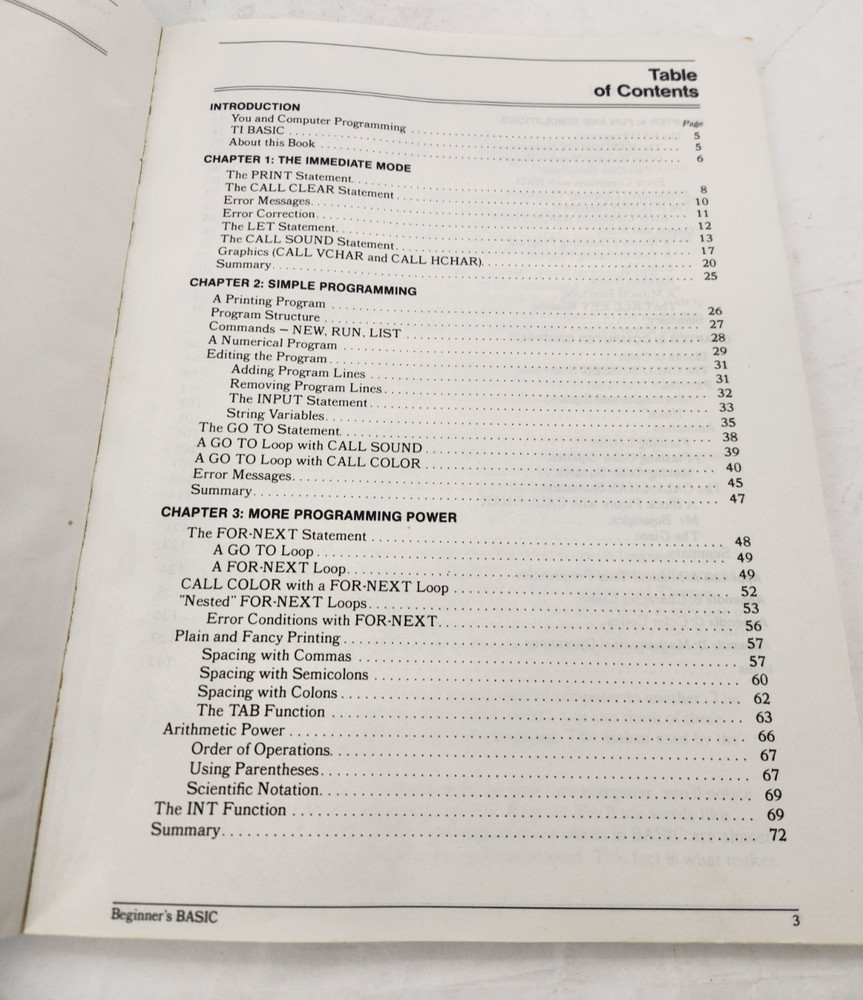 Table
of Contents
Page
INTRODUCTION
You and Computer Programming 5
TI BASIC 5
About this Book 6
CHAPTER 1: THE IMMEDIATE MODE
The PRINT Statement 8
The CALL CLEAR Statement 10
Error Messages 11
Error Correction 12
The LET Statement 13
The CALL SOUND Statement 17
Graphics (CALL VCHAR and CALL HCHAR) 20
Summary 25
CHAPTER 2: SIMPLE PROGRAMMING
A Printing Program 26
Program Structure 27
Commands — NEW, RUN, LIST 28
A Numerical Program 29
Editing the Program 31
Adding Program Lines 31
Removing Program Lines 32
The INPUT Statement 33
String Variables 35
The GO TO Statement 38
A GO TO Loop with CALL SOUND 39
A GO TO Loop with CALL COLOR 40
Error Messages 45
Summary 47
CHAPTER 3: MORE PROGRAMMING POWER
The FOR-NEXT Statement 48
A GO TO Loop 49
A FOR-NEXT Loop 49
CALL COLOR with a FOR-NEXT Loop 52
"Nested" FOR-NEXT Loops 53
Error Conditions with FOR-NEXT 56
Plain and Fancy Printing 57
Spacing with Commas 57
Spacing with Semicolons 60
Spacing with Colons 62
The TAB Function 63
Arithmetic Power 66
Order of Operations 67
Using Parentheses 67
Scientific Notation 69
The INT Function 69
Summary 72
Beginner's BASIC 3